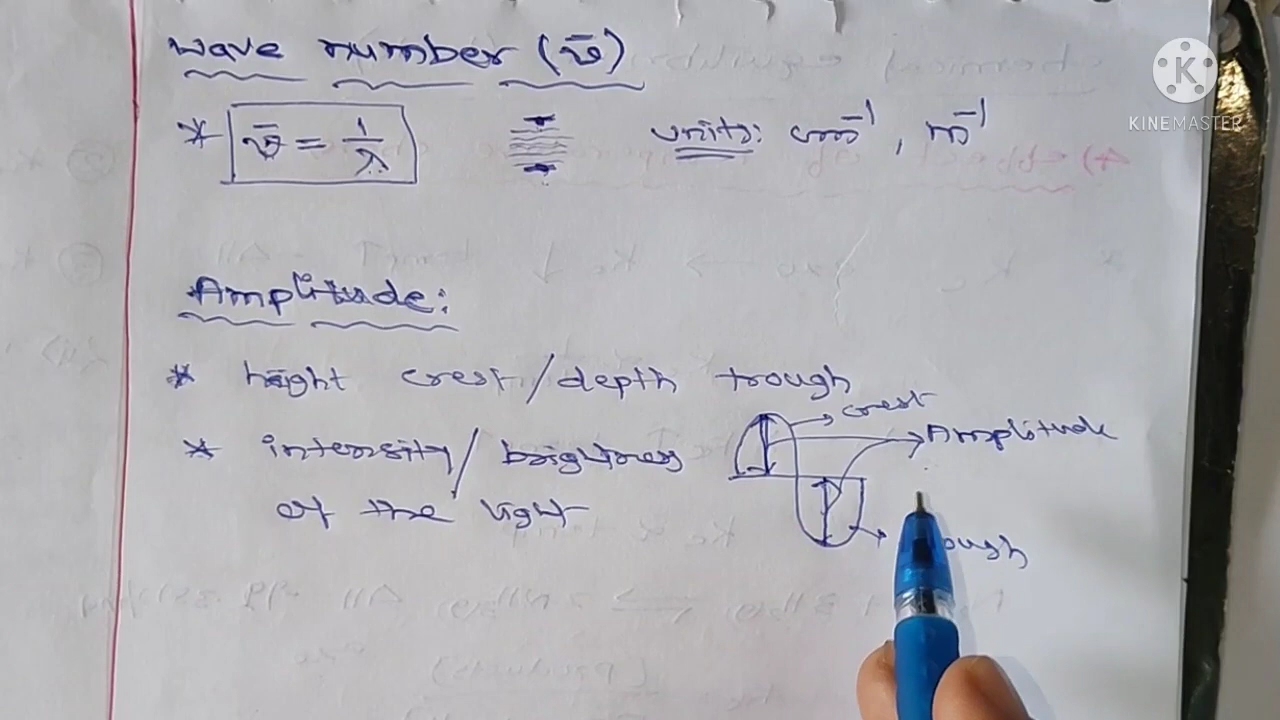 wave number (ν̄)
* ν̄ = 1/λ units: cm⁻¹, m⁻¹
Amplitude:
* height crest/depth trough
* intensity/brightness
of the light
crest
Amplitude
KINEMASTER